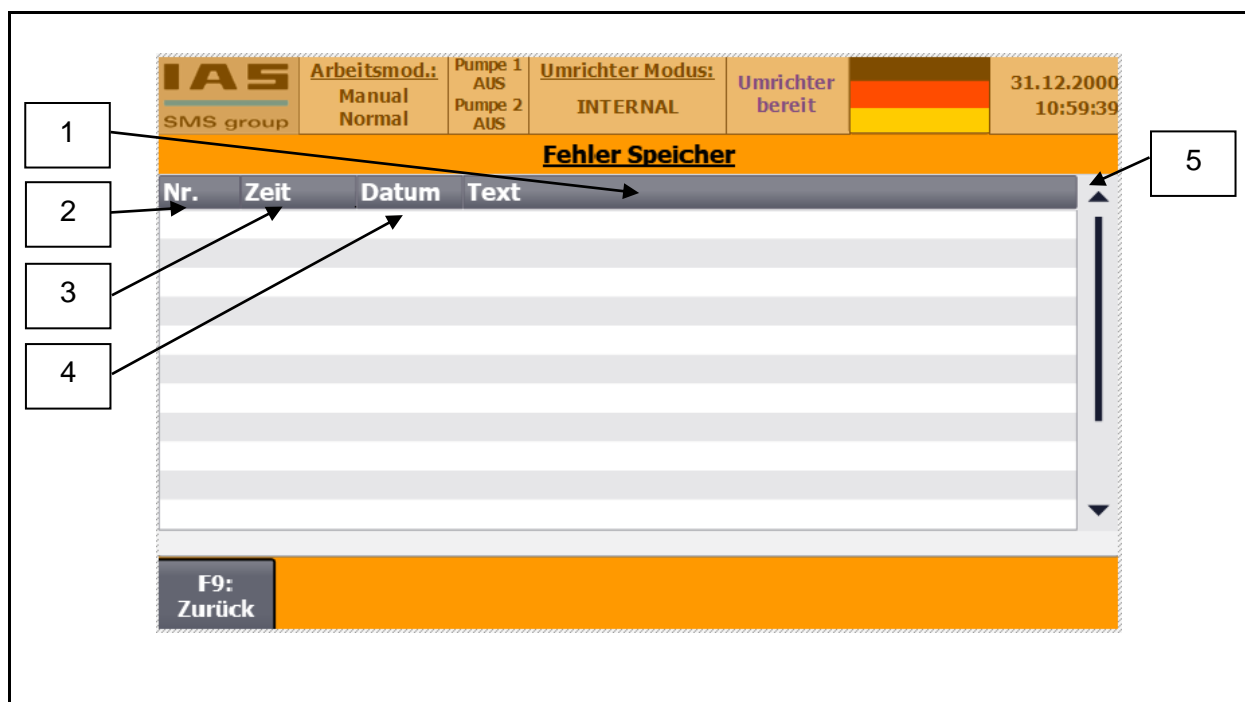 IAS
SMS group
Arbeitsmod.:
Manual
Normal
Pumpe 1
AUS
Pumpe 2
AUS
Umrichter Modus:
INTERNAL
Umrichter
bereit
31.12.2000
10:59:39
Fehler Speicher
Nr. Zeit Datum Text
1
2
3
4
5
F9:
Zurück